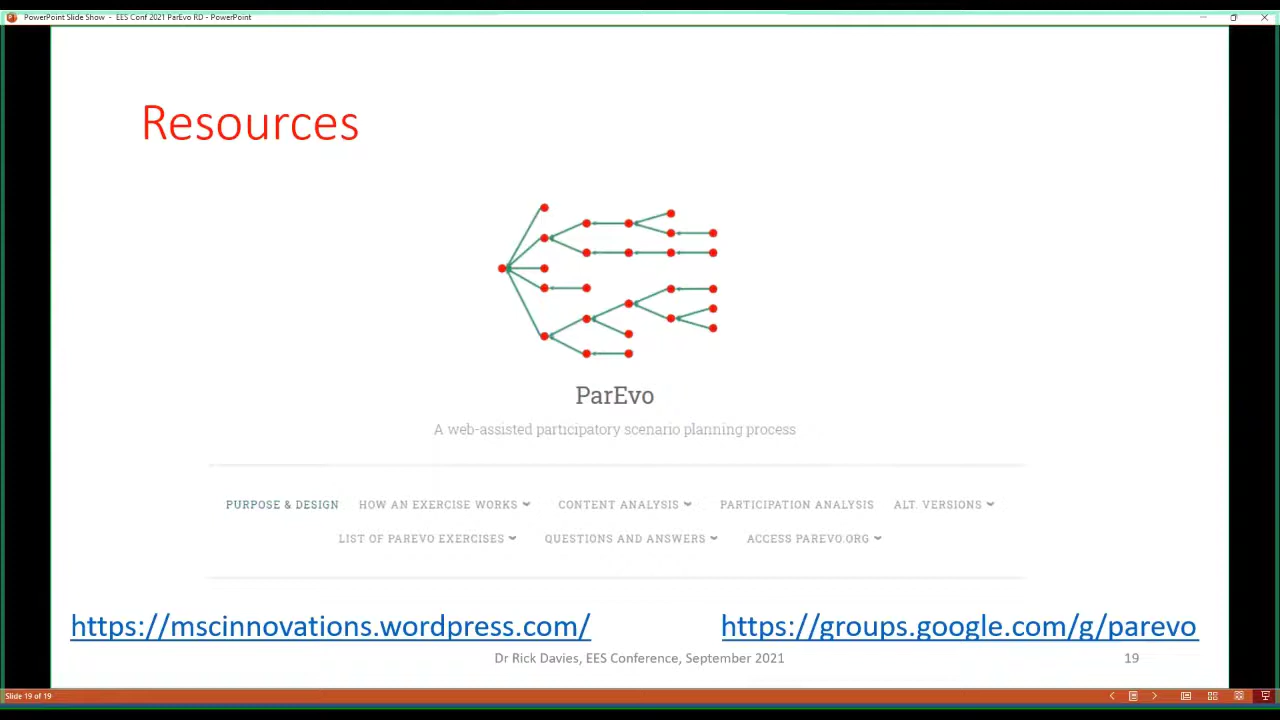 PowerPoint Slide Show - EES Conf 2021 ParEvo RD - PowerPoint
Resources
ParEvo
A web-assisted participatory scenario planning process
PURPOSE & DESIGN HOW AN EXERCISE WORKS CONTENT ANALYSIS PARTICIPATION ANALYSIS ALT. VERSIONS
LIST OF PAREVO EXERCISES QUESTIONS AND ANSWERS ACCESS PAREVO.ORG
https://mscinnovations.wordpress.com/ https://groups.google.com/g/parevo
Dr Rick Davies, EES Conference, September 2021 19
Slide 19 of 19